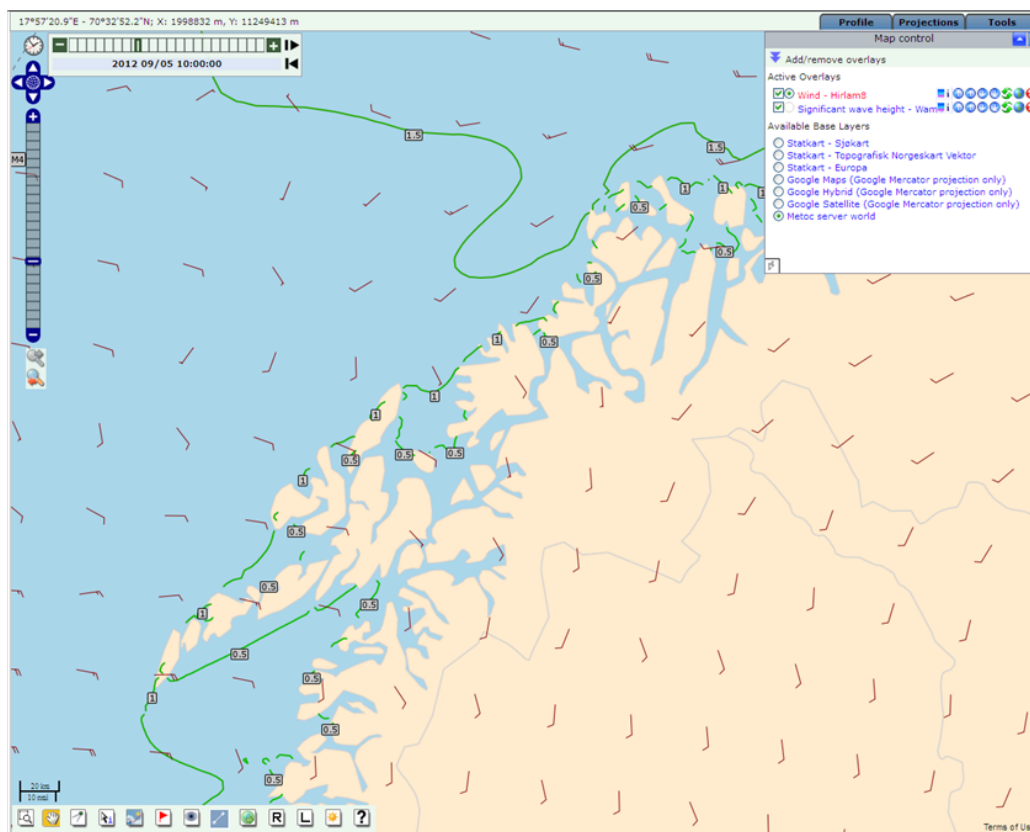 17°57'20.9"E - 70°32'52.2"N; X: 1998832 m, Y: 11249413 m
Profile
Projections
Tools
Map control
2012 09/05 10:00:00
Add/remove overlays
Active Overlays
Wind - Hirlam8
Significant wave height - Wam
Available Base Layers
Statkart - Sjøkart
Statkart - Topografisk Norgeskart Vektor
Statkart - Europa
Google Maps (Google Mercator projection only)
Google Hybrid (Google Mercator projection only)
Google Satellite (Google Mercator projection only)
Metoc server world
M4
1.5
1.5
1
1
1
0.5
0.5
0.5
1
0.5
1
1
0.5
0.5
0.5
1
0.5
0.5
0.5
1
0.5
0.5
1
0.5
0.5
20 km
10 nmi
R
L
?
Terms of Us